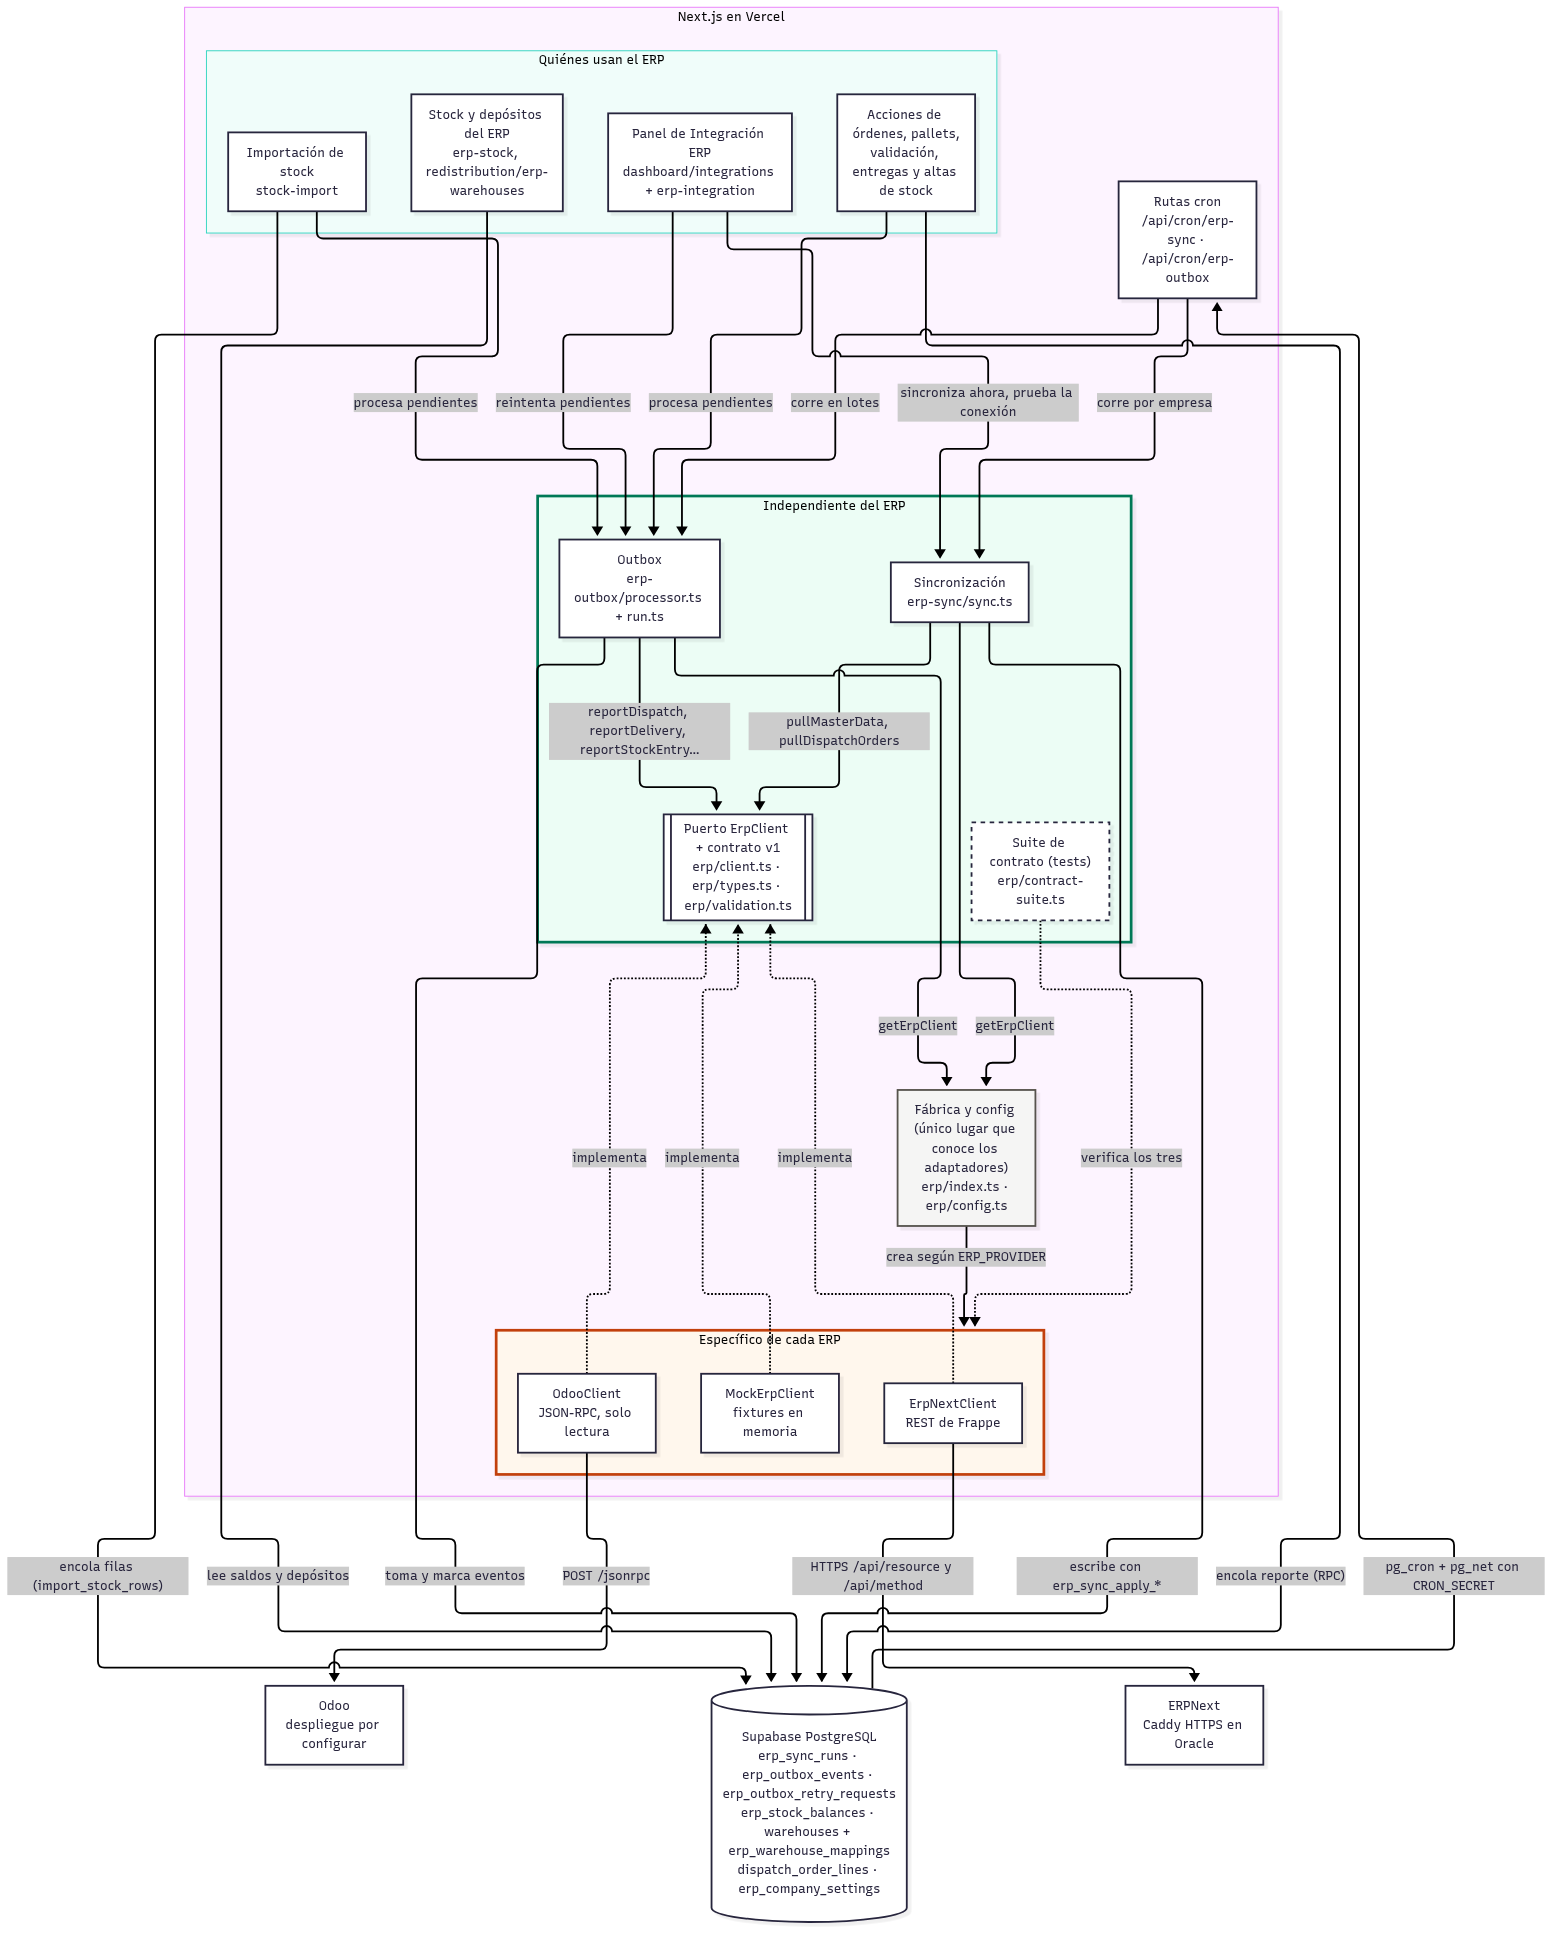 Next.js en Vercel
Quiénes usan el ERP
Importación de
stock
stock-import
Stock y depósitos
del ERP
erp-stock,
redistribution/erp-
warehouses
Panel de Integración
ERP
dashboard/integrations
+ erp-integration
Acciones de
órdenes, pallets,
validación,
entregas y altas
de stock
Rutas cron
/api/cron/erp-
sync ·
/api/cron/erp-
outbox
procesa pendientes
reintenta pendientes
procesa pendientes
corre en lotes
sincroniza ahora, prueba la
conexión
corre por empresa
Independiente del ERP
Outbox
erp-
outbox/processor.ts
+ run.ts
Sincronización
erp-sync/sync.ts
reportDispatch,
reportDelivery,
reportStockEntry…
pullMasterData,
pullDispatchOrders
Puerto ErpClient
+ contrato v1
erp/client.ts ·
erp/types.ts ·
erp/validation.ts
Suite de
contrato (tests)
erp/contract-
suite.ts
getErpClient
getErpClient
Fábrica y config
(único lugar que
conoce los
adaptadores)
erp/index.ts ·
erp/config.ts
implementa
implementa
implementa
verifica los tres
crea según ERP_PROVIDER
Específico de cada ERP
OdooClient
JSON-RPC, solo
lectura
MockErpClient
fixtures en
memoria
ErpNextClient
REST de Frappe
encola filas
(import_stock_rows)
lee saldos y depósitos
toma y marca eventos
POST /jsonrpc
HTTPS /api/resource y
/api/method
escribe con
erp_sync_apply_*
encola reporte (RPC)
pg_cron + pg_net con
CRON_SECRET
Odoo
despliegue por
configurar
Supabase PostgreSQL
erp_sync_runs ·
erp_outbox_events ·
erp_outbox_retry_requests
erp_stock_balances ·
warehouses +
erp_warehouse_mappings
dispatch_order_lines ·
erp_company_settings
ERPNext
Caddy HTTPS en
Oracle